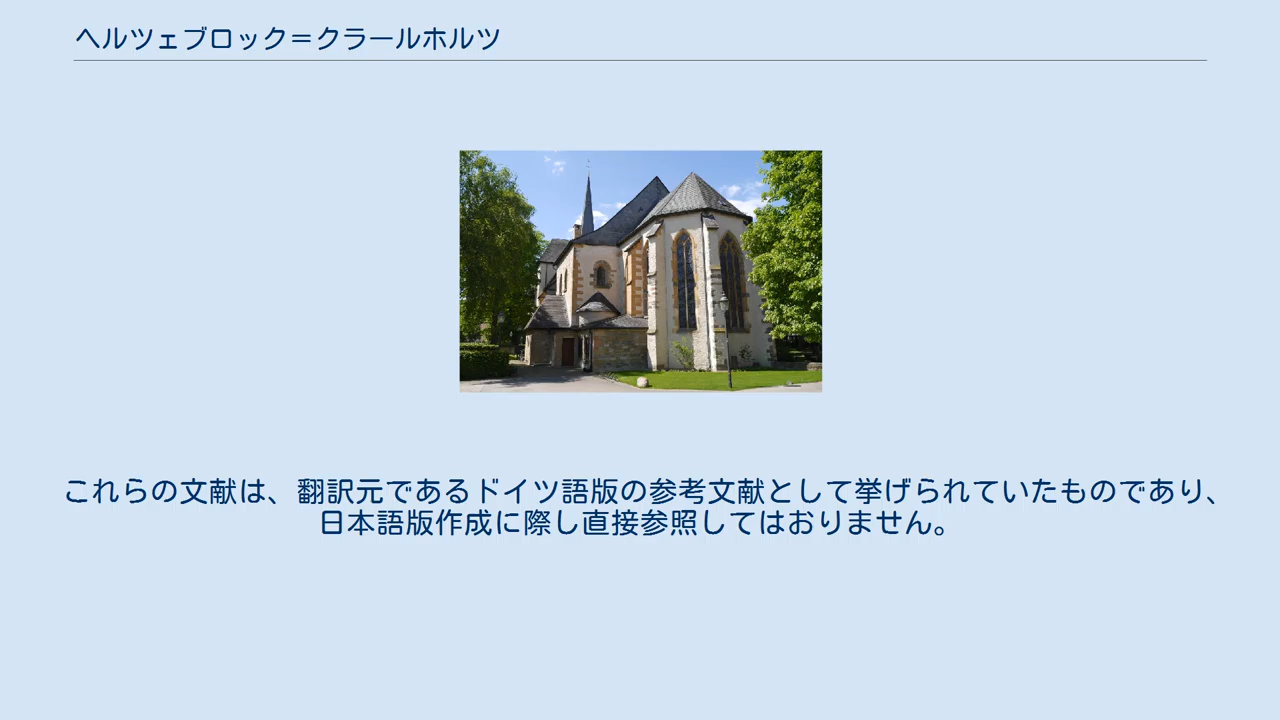 ヘルツェブロック＝クラールホルツ
これらの文献は、翻訳元であるドイツ語版の参考文献として挙げられていたものであり、
日本語版作成に際し直接参照してはおりません。